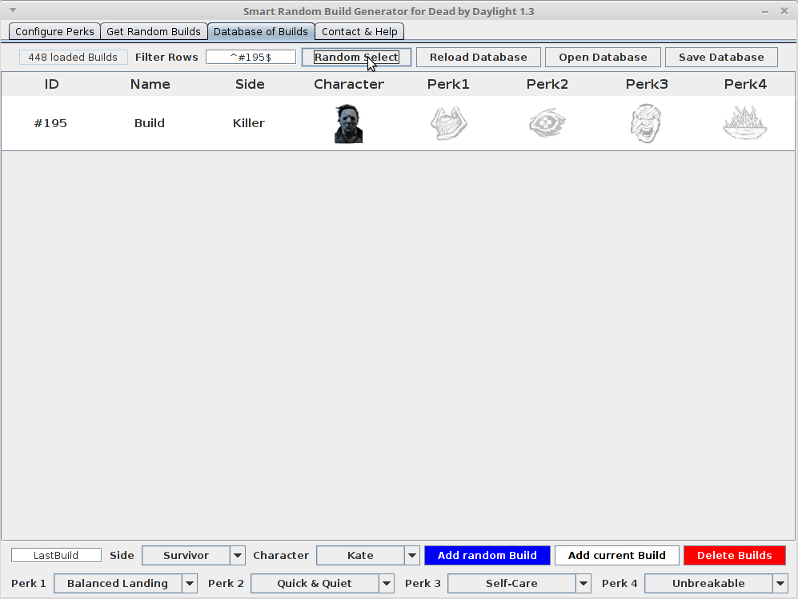 Smart Random Build Generator for Dead by Daylight 1.3
Configure Perks Get Random Builds Database of Builds Contact & Help
448 loaded Builds Filter Rows ^#195$ Random Select Reload Database Open Database Save Database
ID Name Side Character Perk1 Perk2 Perk3 Perk4
#195 Build Killer
LastBuild Side Survivor Character Kate Add random Build Add current Build Delete Builds
Perk 1 Balanced Landing Perk 2 Quick & Quiet Perk 3 Self-Care Perk 4 Unbreakable